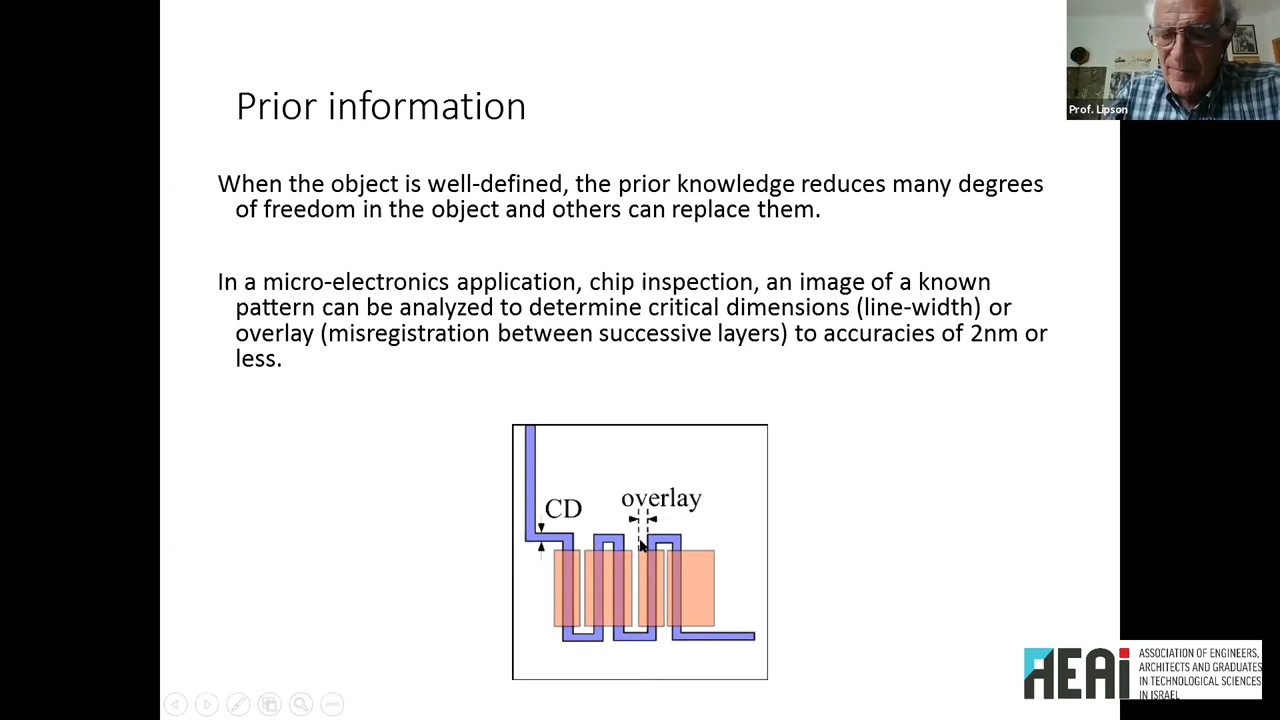 Prior information
Prof. Lipson
When the object is well-defined, the prior knowledge reduces many degrees
of freedom in the object and others can replace them.
In a micro-electronics application, chip inspection, an image of a known
pattern can be analyzed to determine critical dimensions (line-width) or
overlay (misregistration between successive layers) to accuracies of 2nm or
less.
overlay
CD
AEAi
ASSOCIATION OF ENGINEERS,
ARCHITECTS AND GRADUATES
IN TECHNOLOGICAL SCIENCES
IN ISRAEL